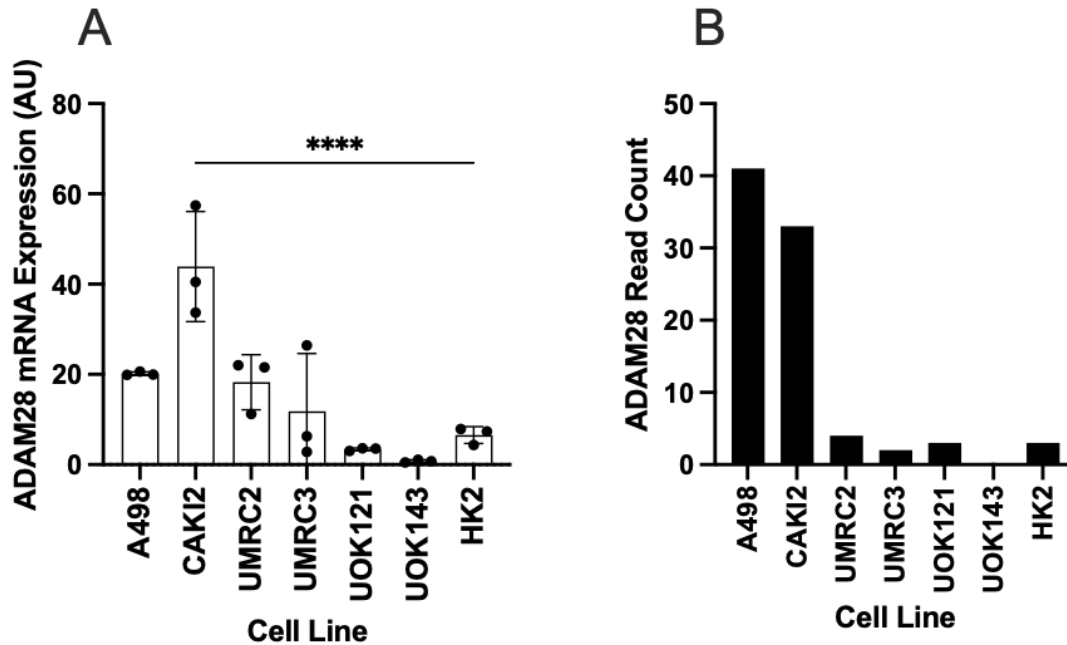 A
ADAM28 mRNA Expression (AU)
80
60
40
20
0
****
A498
CAKI2
UMRC2
UMRC3
UOK121
UOK143
HK2
Cell Line
B
ADAM28 Read Count
50
40
30
20
10
0
A498
CAKI2
UMRC2
UMRC3
UOK121
UOK143
HK2
Cell Line